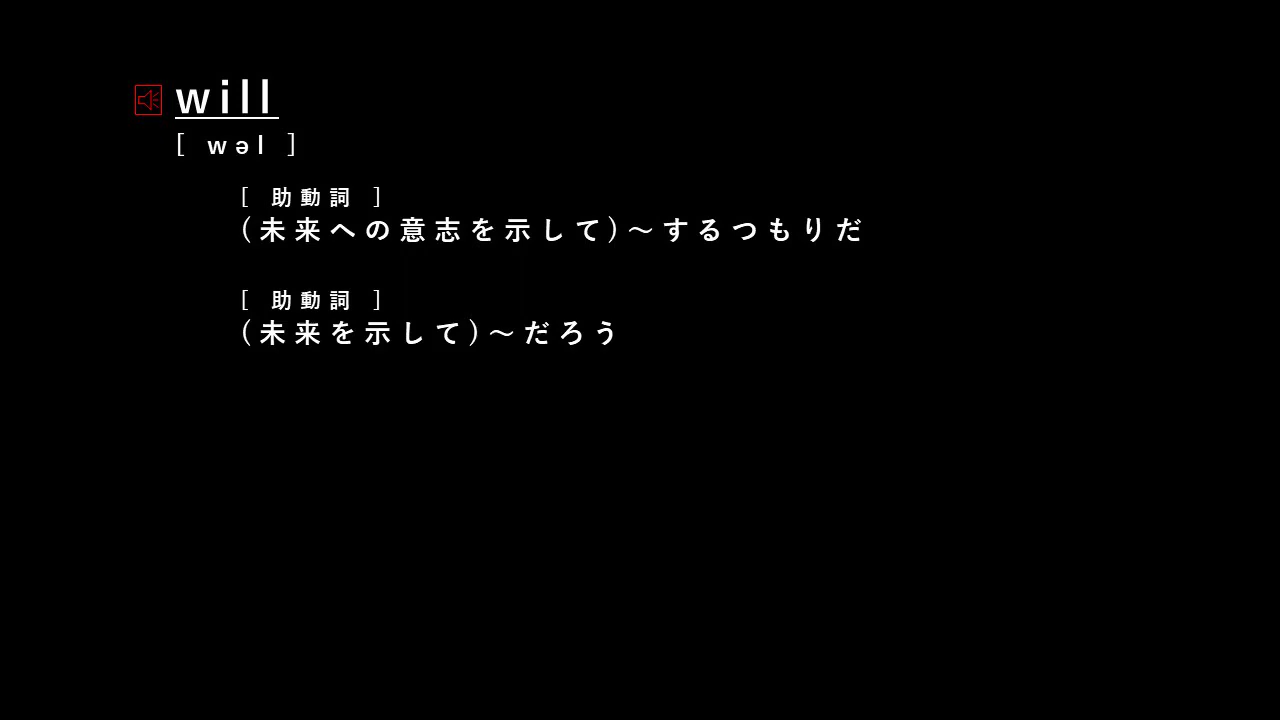 will
[ wəl ]
[ 助動詞 ]
(未来への意志を示して)～するつもりだ
[ 助動詞 ]
(未来を示して)～だろう